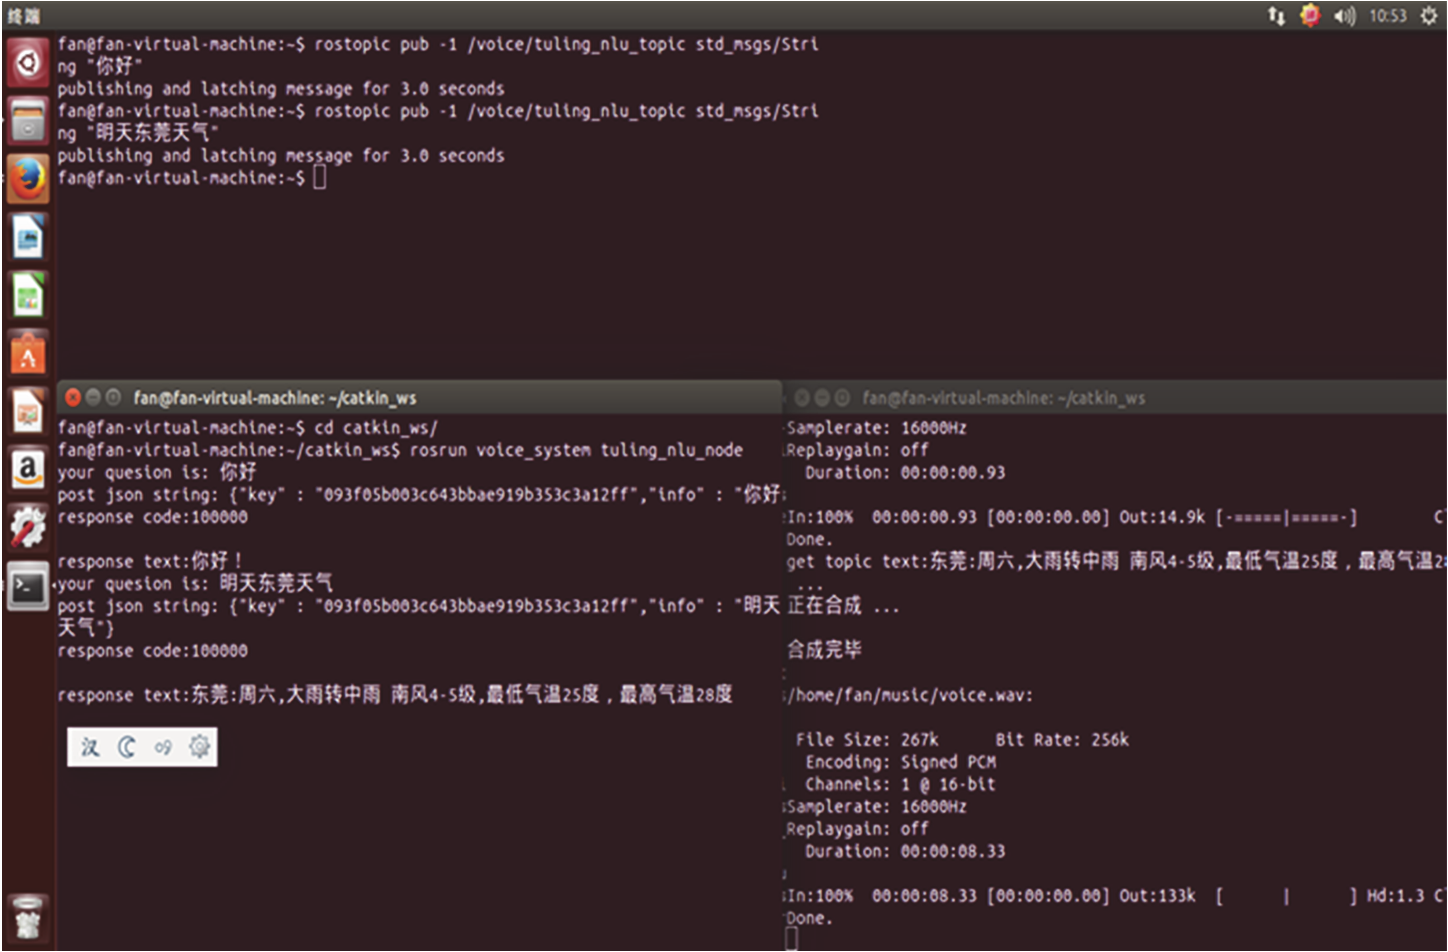 终端
10:53
fan@fan-virtual-machine:~$ rostopic pub -1 /voice/tuling_nlu_topic std_msgs/Stri
ng "你好"
publishing and latching message for 3.0 seconds
fan@fan-virtual-machine:~$ rostopic pub -1 /voice/tuling_nlu_topic std_msgs/Stri
ng "明天东莞天气"
publishing and latching message for 3.0 seconds
fan@fan-virtual-machine:~$
fan@fan-virtual-machine: ~/catkin_ws
fan@fan-virtual-machine:~$ cd catkin_ws/
fan@fan-virtual-machine:~/catkin_ws$ rosrun voice_system tuling_nlu_node
your quesion is: 你好
post json string: {"key" : "093f05b003c643bbae919b353c3a12ff","info" : "你好
response code:100000
response text:你好！
your quesion is: 明天东莞天气
post json string: {"key" : "093f05b003c643bbae919b353c3a12ff","info" : "明天
天气"}
response code:100000
response text:东莞:周六,大雨转中雨 南风4-5级,最低气温25度，最高气温28度
汉
fan@fan-virtual-machine: ~/catkin_ws
Samplerate: 16000Hz
Replaygain: off
Duration: 00:00:00.93
In:100% 00:00:00.93 [00:00:00.00] Out:14.9k [-=====|=====-] C
Done.
get topic text:东莞:周六,大雨转中雨 南风4-5级,最低气温25度，最高气温2
...
正在合成 ...
合成完毕
/home/fan/music/voice.wav:
File Size: 267k Bit Rate: 256k
Encoding: Signed PCM
Channels: 1 @ 16-bit
Samplerate: 16000Hz
Replaygain: off
Duration: 00:00:08.33
In:100% 00:00:08.33 [00:00:00.00] Out:133k [ | ] Hd:1.3 C
Done.